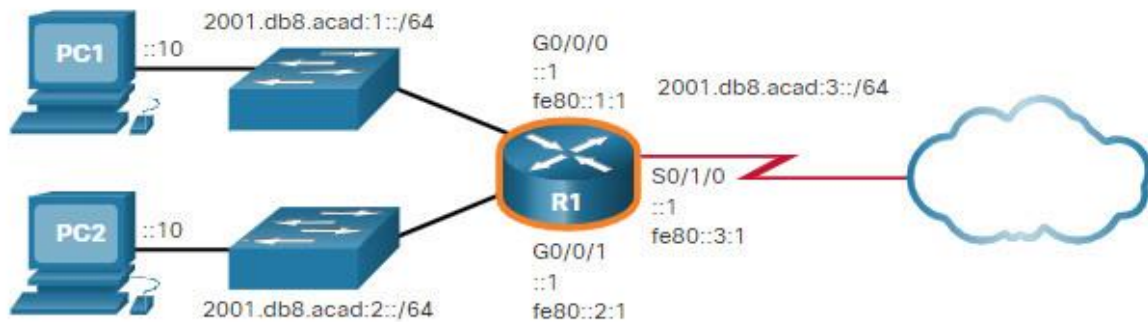 2001.db8.acad:1::/64
PC1
::10
G0/0/0
::1
fe80::1:1
2001.db8.acad:3::/64
R1
S0/1/0
::1
fe80::3:1
PC2
::10
G0/0/1
::1
fe80::2:1
2001.db8.acad:2::/64